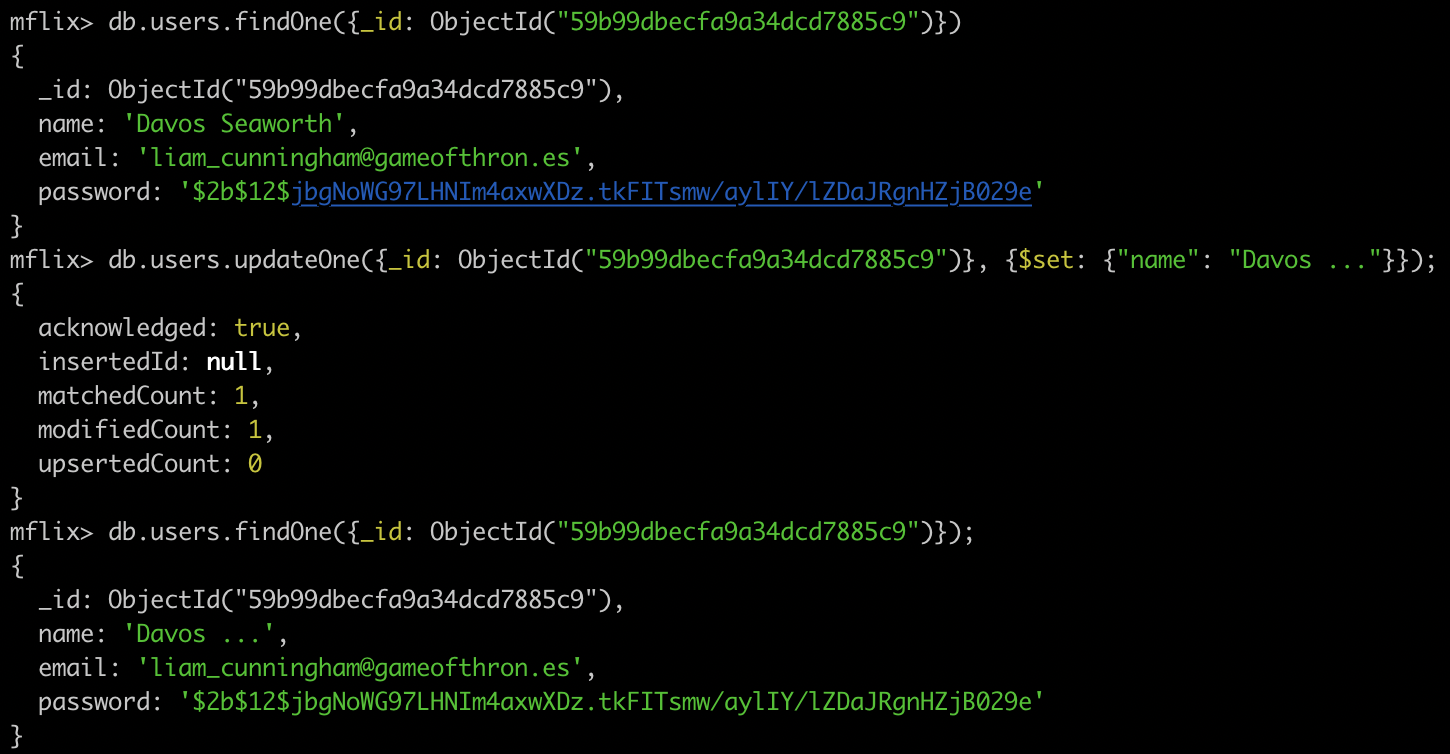 mflix> db.users.findOne({_id: ObjectId("59b99dbecfa9a34dcd7885c9")})
{
  _id: ObjectId("59b99dbecfa9a34dcd7885c9"),
  name: 'Davos Seaworth',
  email: 'liam_cunningham@gameofthron.es',
  password: '$2b$12$jbgNoWG97LHNIm4axwXDz.tkFITsmw/aylIY/lZDaJRgnHZjB029e'
}
mflix> db.users.updateOne({_id: ObjectId("59b99dbecfa9a34dcd7885c9")}, {$set: {"name": "Davos ..."}});
{
  acknowledged: true,
  insertedId: null,
  matchedCount: 1,
  modifiedCount: 1,
  upsertedCount: 0
}
mflix> db.users.findOne({_id: ObjectId("59b99dbecfa9a34dcd7885c9")});
{
  _id: ObjectId("59b99dbecfa9a34dcd7885c9"),
  name: 'Davos ...',
  email: 'liam_cunningham@gameofthron.es',
  password: '$2b$12$jbgNoWG97LHNIm4axwXDz.tkFITsmw/aylIY/lZDaJRgnHZjB029e'
}